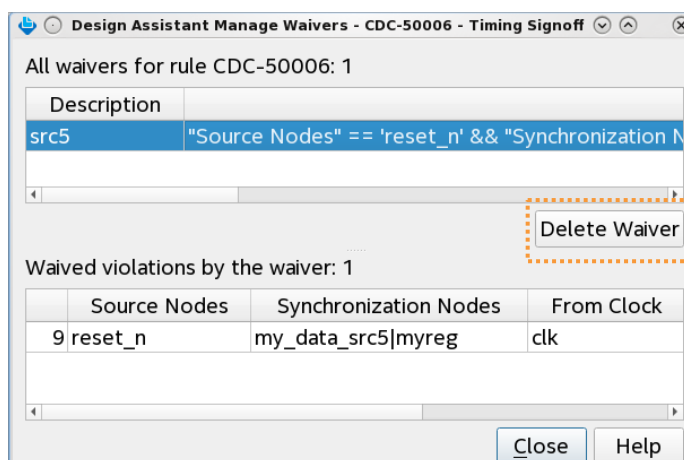 Design Assistant Manage Waivers - CDC-50006 - Timing Signoff
All waivers for rule CDC-50006: 1
Description
src5 "Source Nodes" == 'reset_n' && "Synchronization N
Delete Waiver
Waived violations by the waiver: 1
Source Nodes Synchronization Nodes From Clock
9 reset_n my_data_src5|myreg clk
Close Help